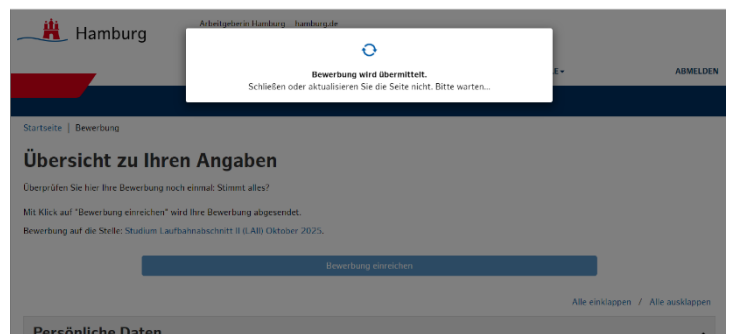 Hamburg
Arbeitgeberin Hamburg hamburg.de
Bewerbung wird übermittelt.
Schließen oder aktualisieren Sie die Seite nicht. Bitte warten...
ABMELDEN
Startseite | Bewerbung
Übersicht zu Ihren Angaben
Überprüfen Sie hier Ihre Bewerbung noch einmal: Stimmt alles?
Mit Klick auf "Bewerbung einreichen" wird Ihre Bewerbung abgesendet.
Bewerbung auf die Stelle: Studium Laufbahnabschnitt II (LAII) Oktober 2025.
Bewerbung einreichen
Alle einklappen / Alle ausklappen
Persönliche Daten